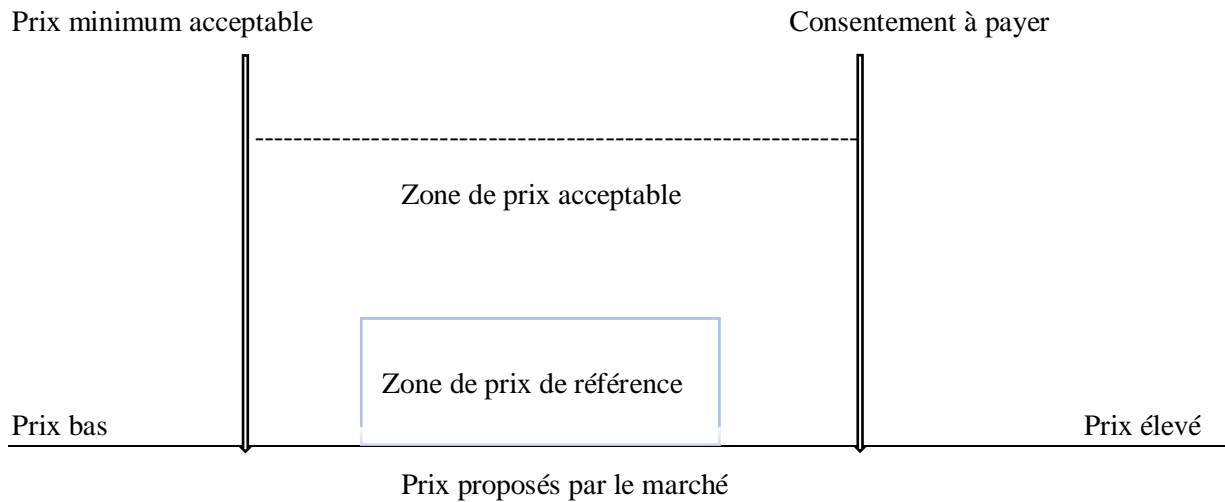 Prix minimum acceptable
Consentement à payer
Zone de prix acceptable
Zone de prix de référence
Prix bas
Prix élevé
Prix proposés par le marché